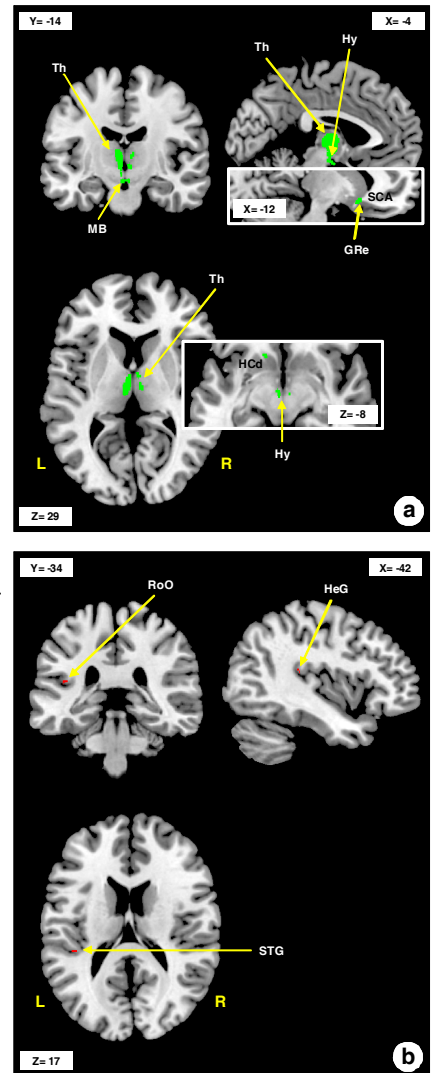 Y= -14
X= -4
Hy
Th
Th
SCA
X= -12
MB
GRe
Th
HCd
Z= -8
L
R
Hy
Z= 29
a
Y= -34
X= -42
RoO
HeG
STG
L
R
Z= 17
b